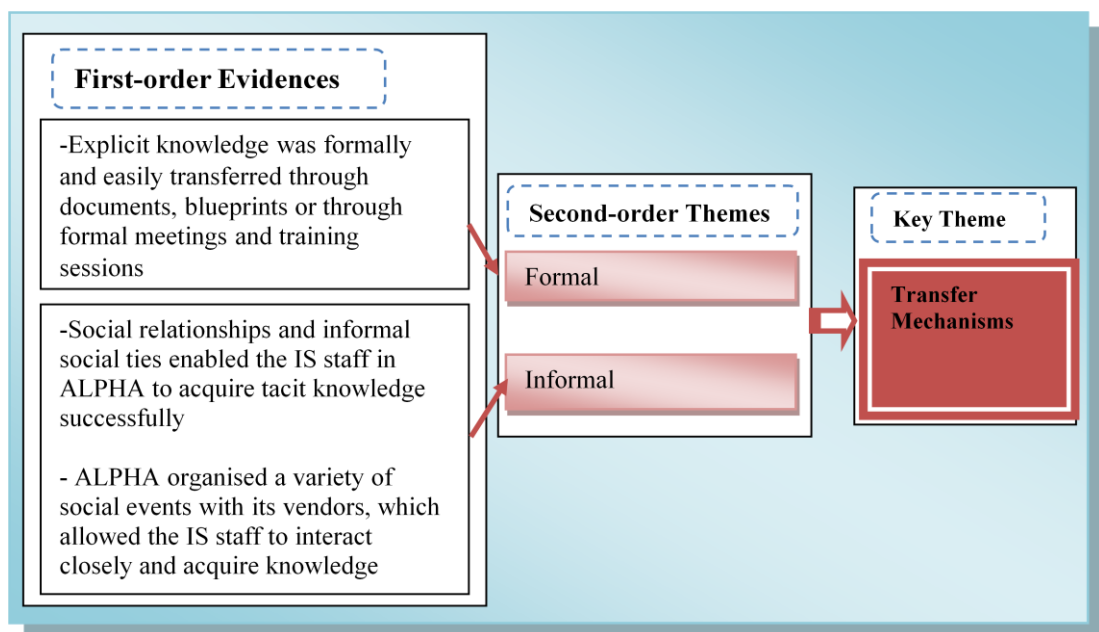 First-order Evidences
-Explicit knowledge was formally
and easily transferred through
documents, blueprints or through
formal meetings and training
sessions
-Social relationships and informal
social ties enabled the IS staff in
ALPHA to acquire tacit knowledge
successfully
- ALPHA organised a variety of
social events with its vendors, which
allowed the IS staff to interact
closely and acquire knowledge
Second-order Themes
Formal
Informal
Key Theme
Transfer
Mechanisms